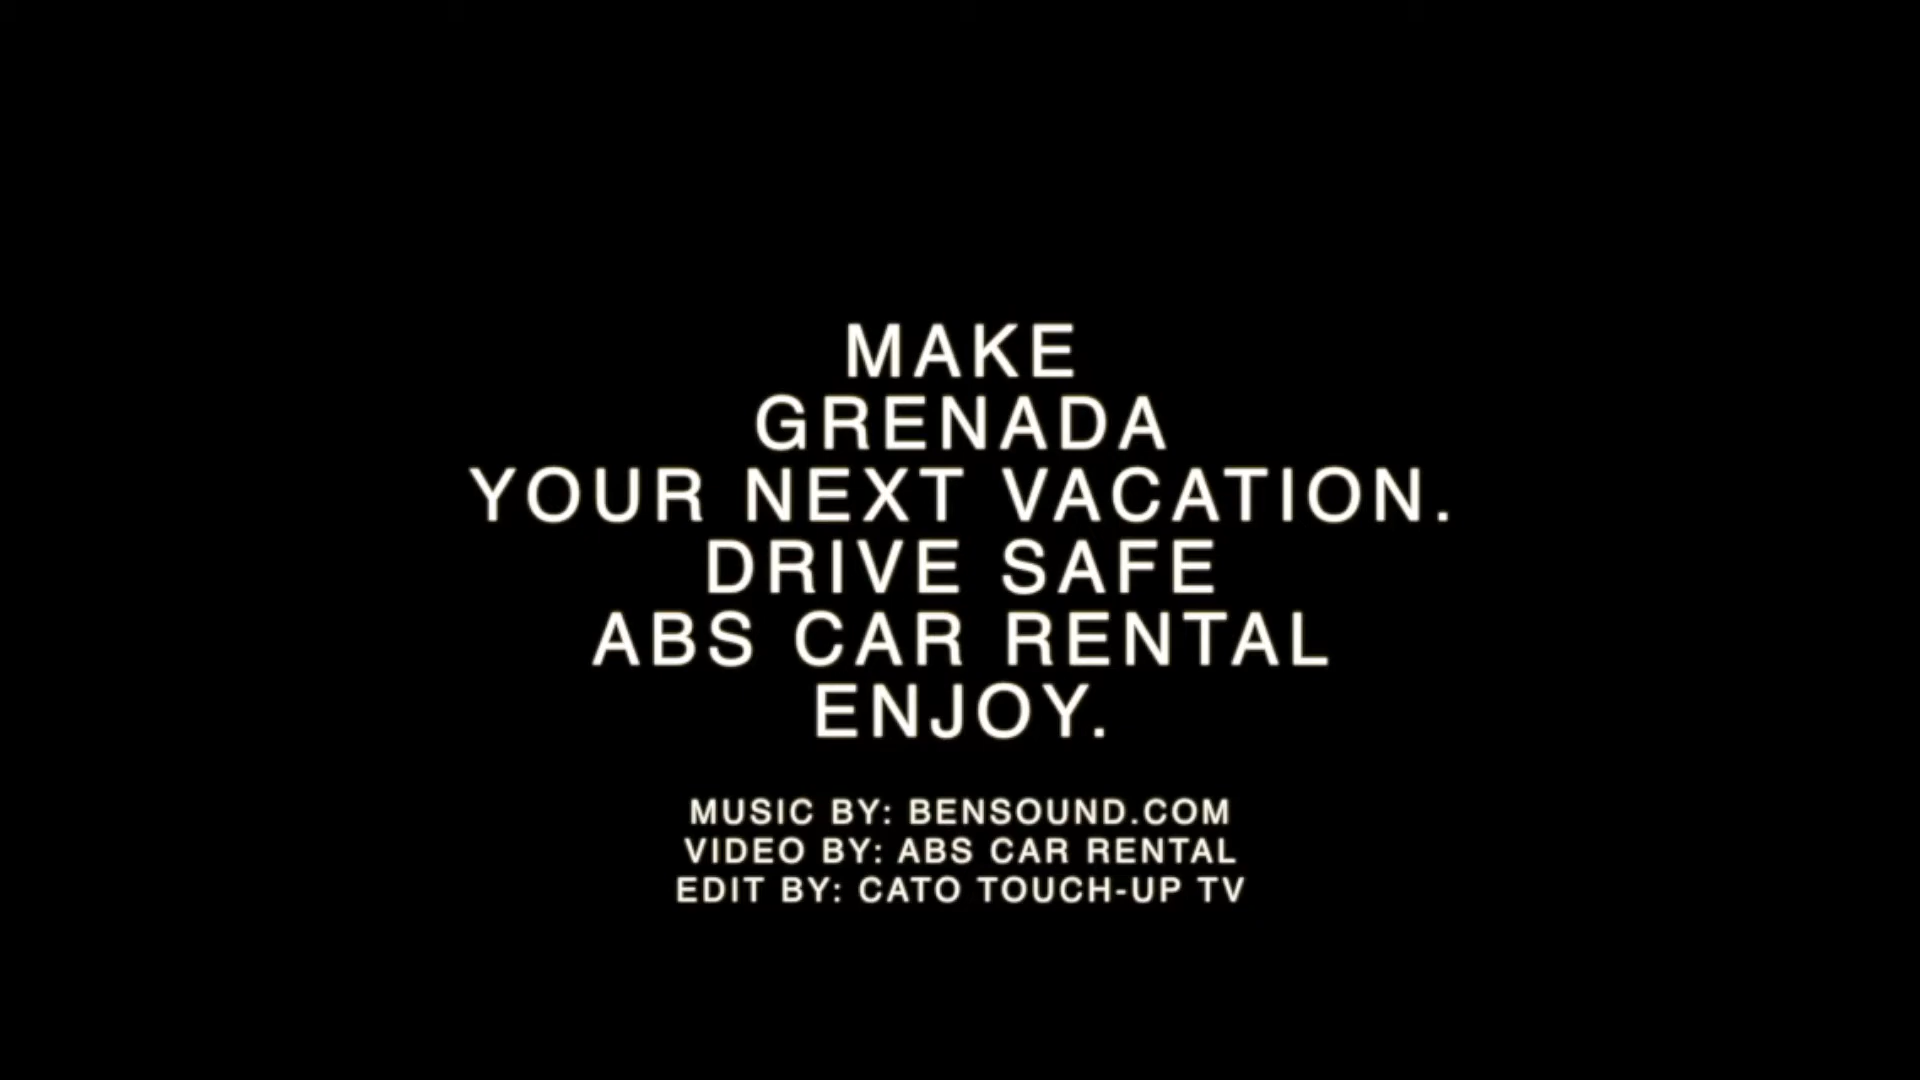 MAKE
GRENADA
YOUR NEXT VACATION.
DRIVE SAFE
ABS CAR RENTAL
ENJOY.
MUSIC BY: BENSOUND.COM
VIDEO BY: ABS CAR RENTAL
EDIT BY: CATO TOUCH-UP TV